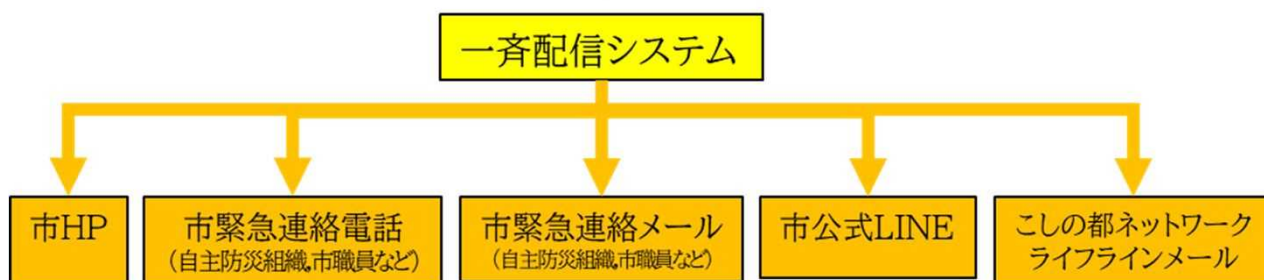 一斉配信システム
市HP
市緊急連絡電話
(自主防災組織,市職員など)
市緊急連絡メール
(自主防災組織,市職員など)
市公式LINE
こしの都ネットワーク
ライフラインメール